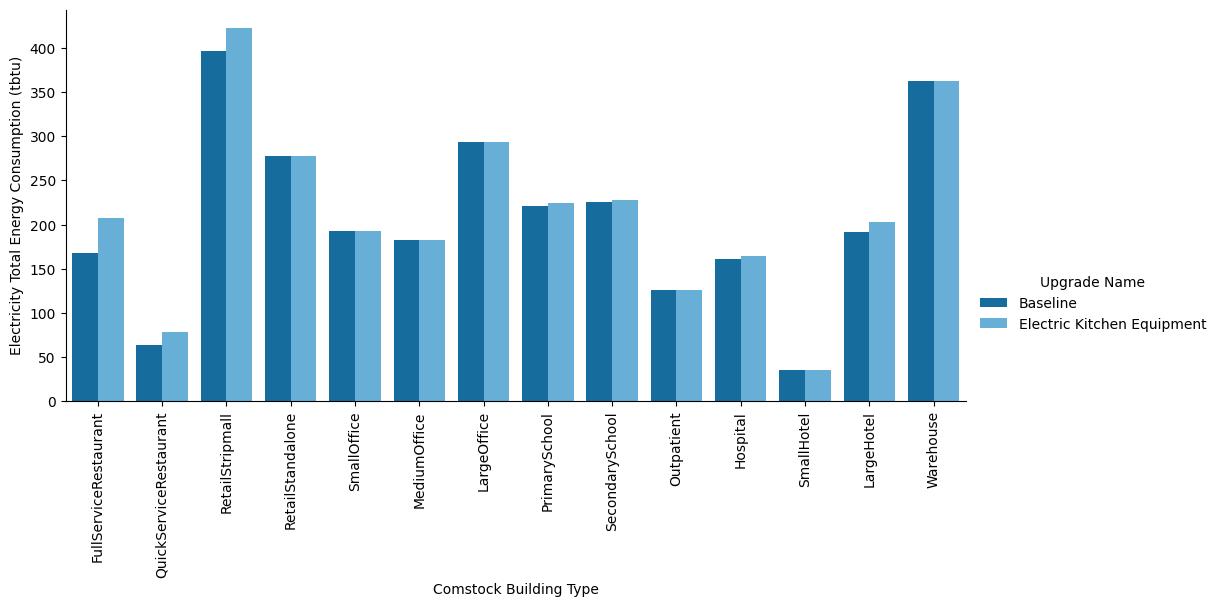 Electricity Total Energy Consumption (tbtu)
400
350
300
250
200
150
100
50
0
FullServiceRestaurant
QuickServiceRestaurant
RetailStripmall
RetailStandalone
SmallOffice
MediumOffice
LargeOffice
PrimarySchool
SecondarySchool
Outpatient
Hospital
SmallHotel
LargeHotel
Warehouse
Comstock Building Type
Upgrade Name
Baseline
Electric Kitchen Equipment